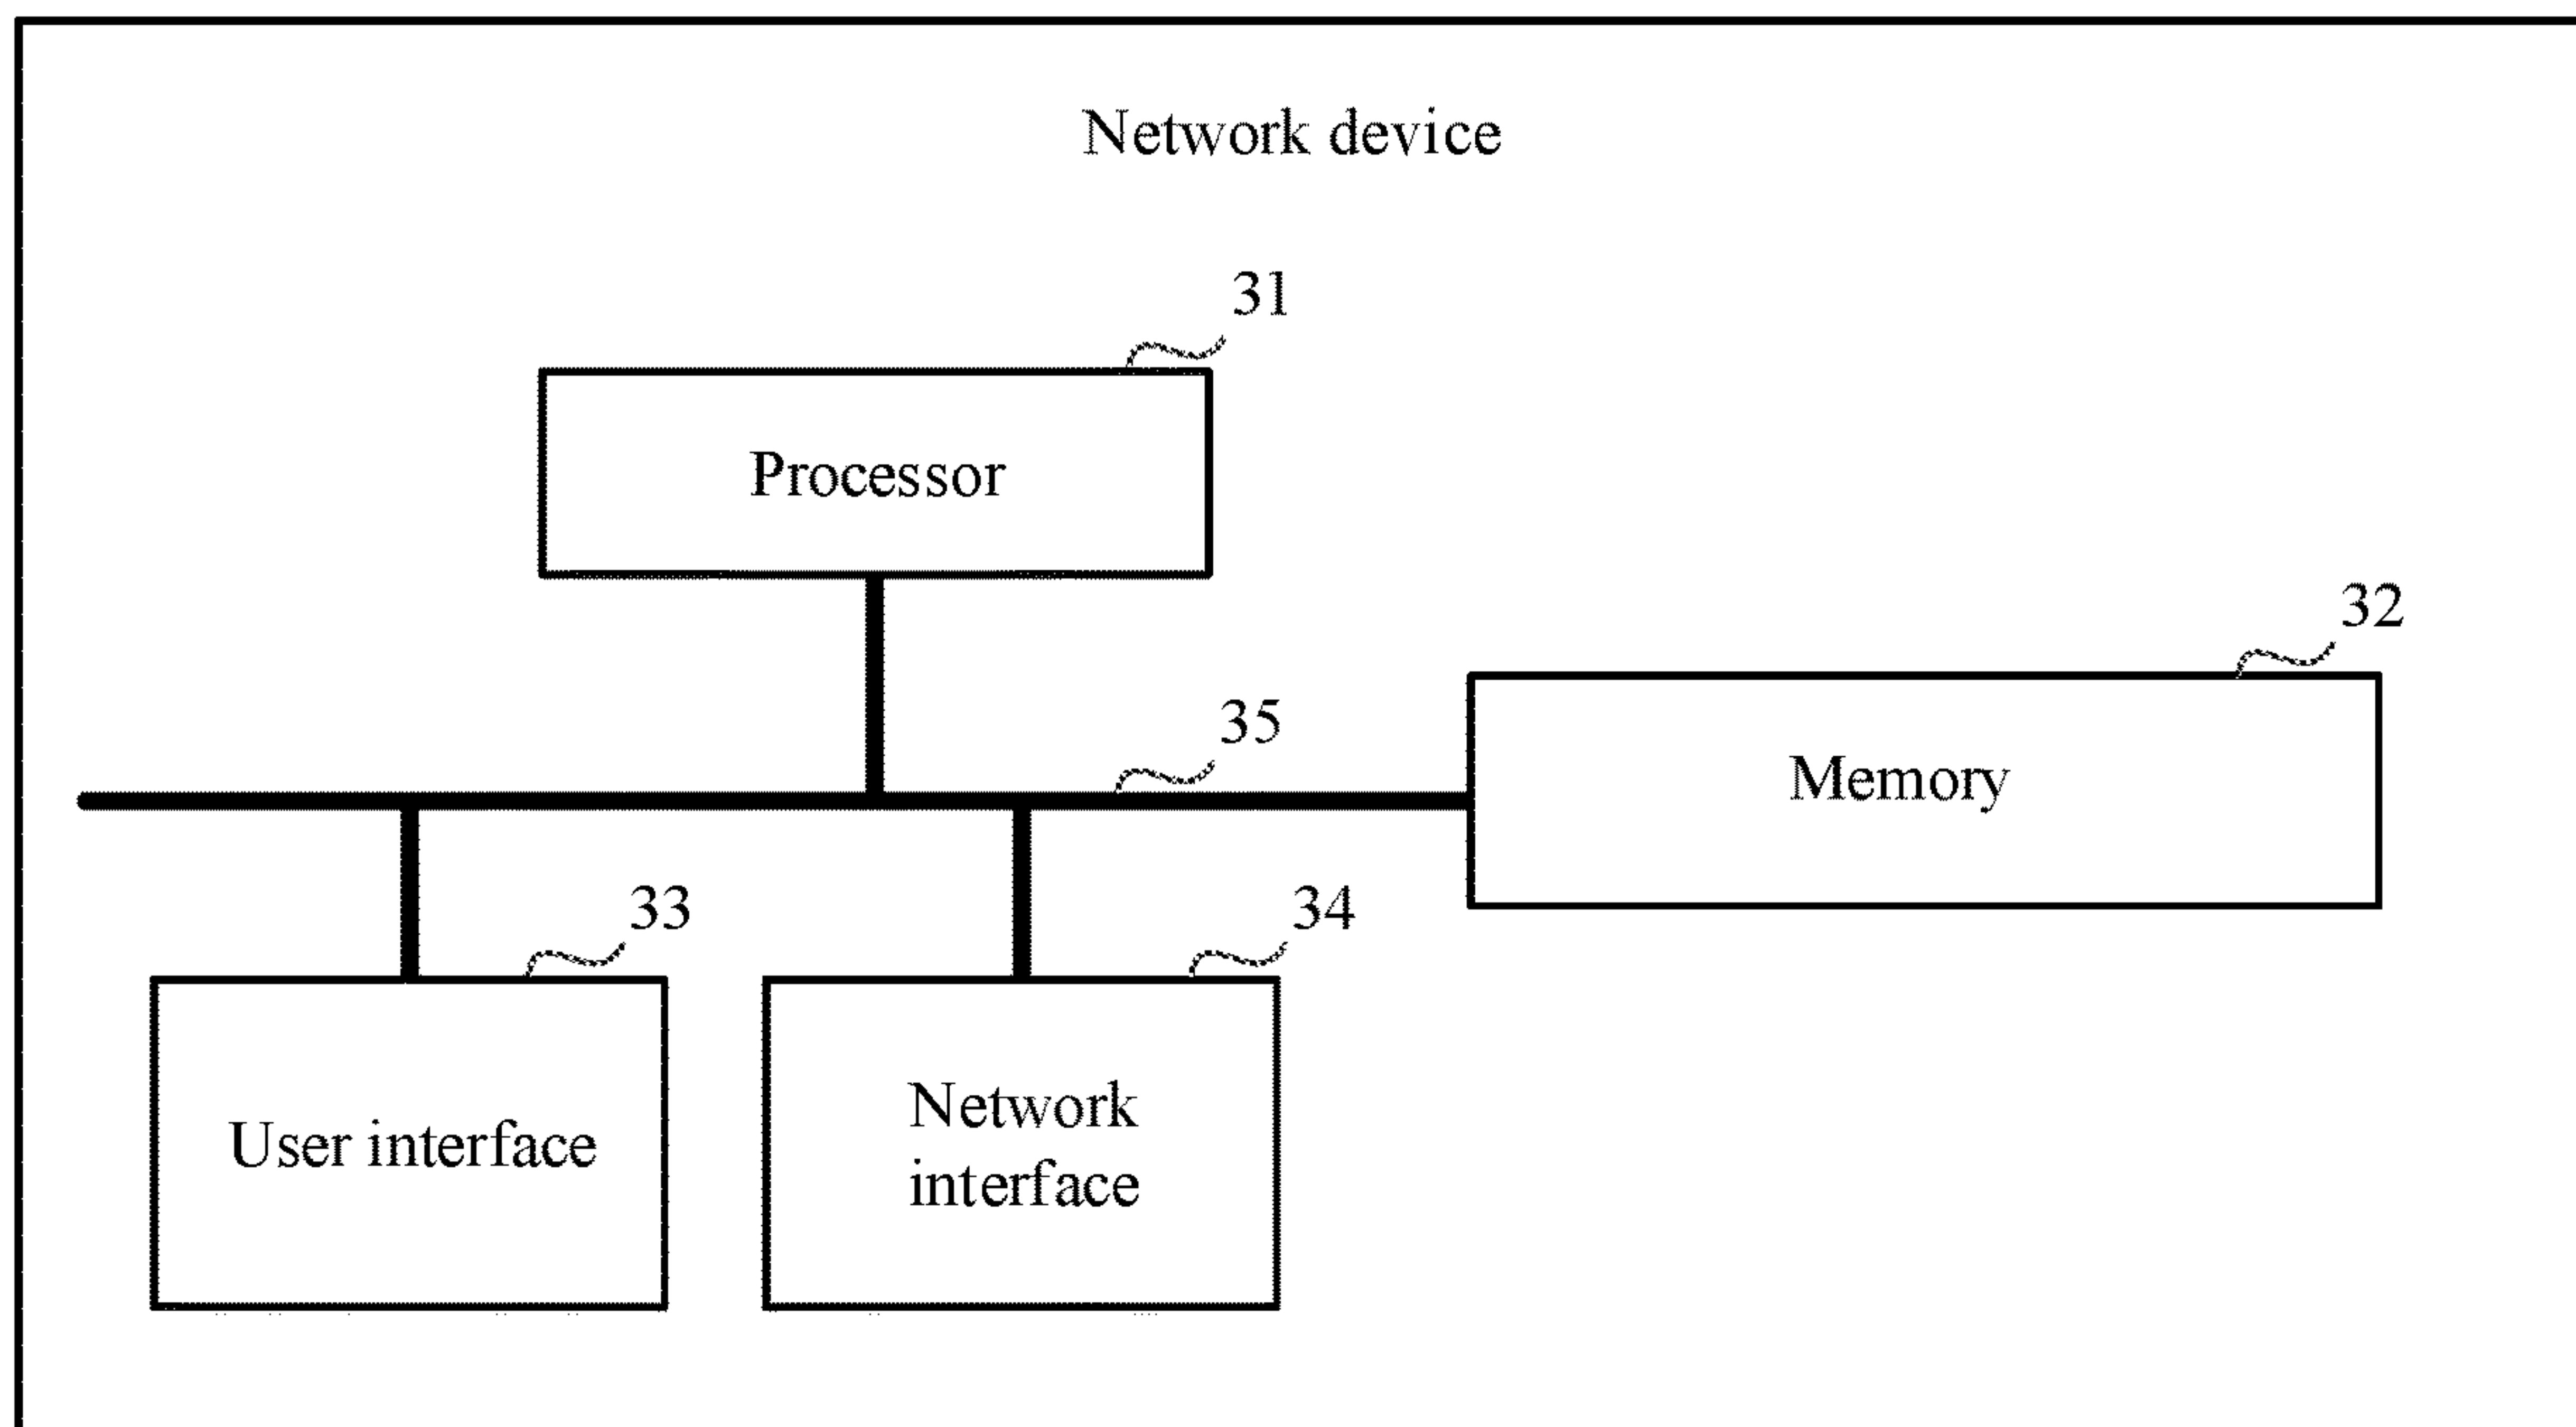 Network device
31
Processor
32
35
Memory
33
34
User interface
Network
interface